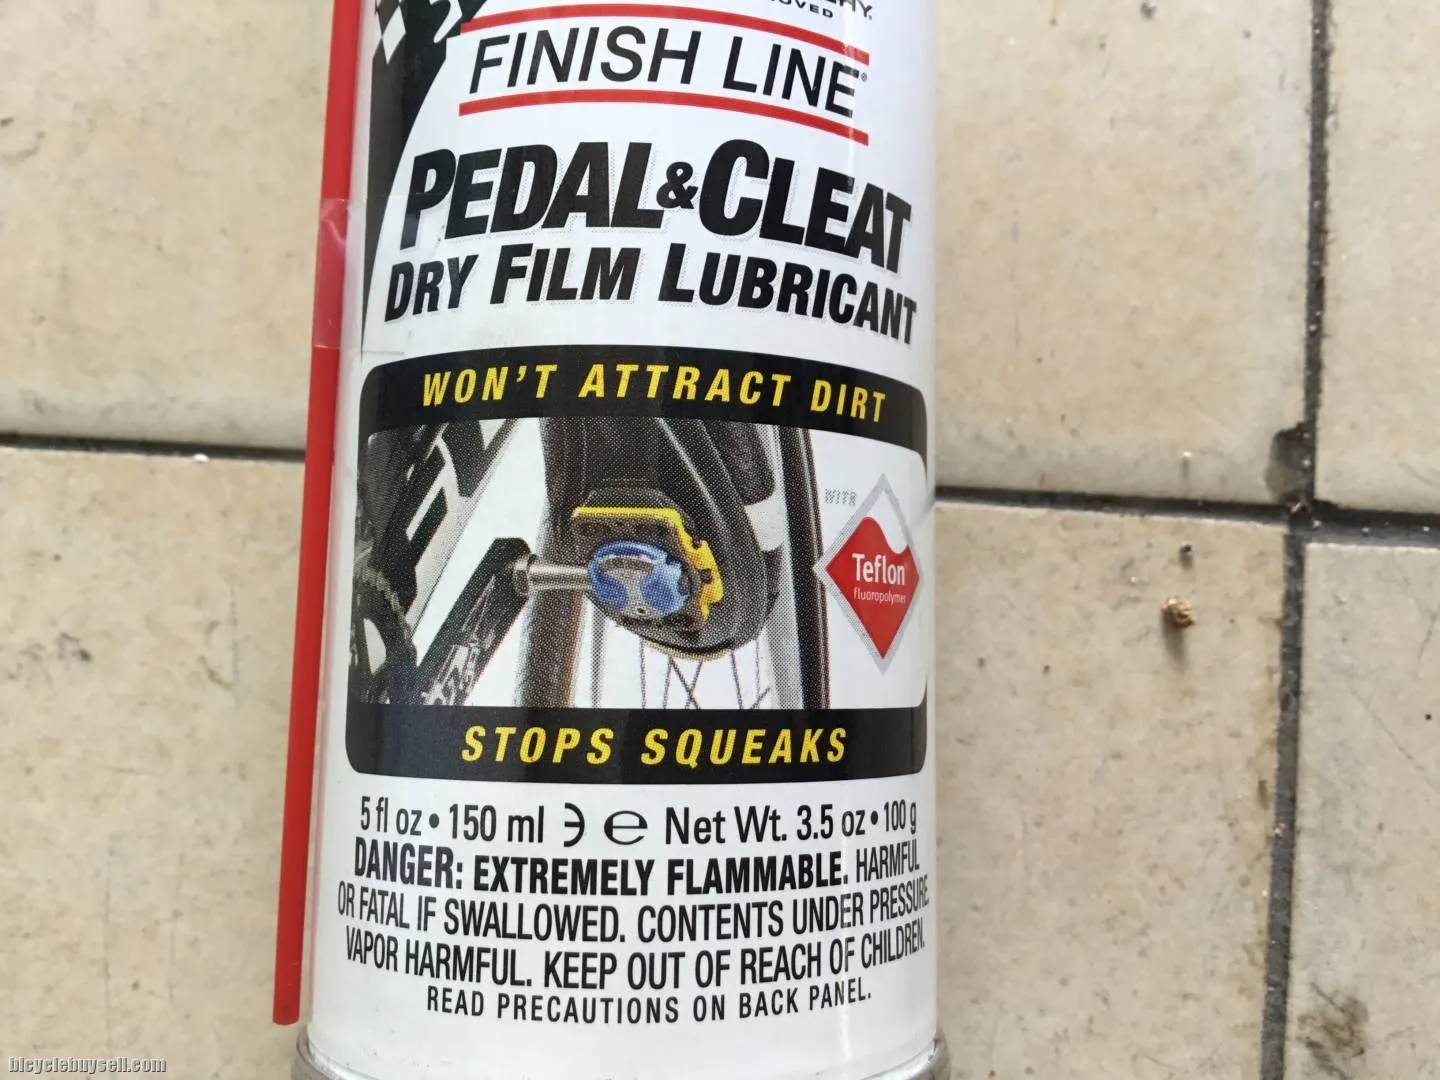 FINISH LINE®
PEDAL & CLEAT
DRY FILM LUBRICANT
WON'T ATTRACT DIRT
WITH
Teflon®
fluoropolymer
STOPS SQUEAKS
5 fl oz • 150 ml ℮ Net Wt. 3.5 oz • 100 g
DANGER: EXTREMELY FLAMMABLE. HARMFUL
OR FATAL IF SWALLOWED. CONTENTS UNDER PRESSURE.
VAPOR HARMFUL. KEEP OUT OF REACH OF CHILDREN.
READ PRECAUTIONS ON BACK PANEL.
bicyclebuysell.com